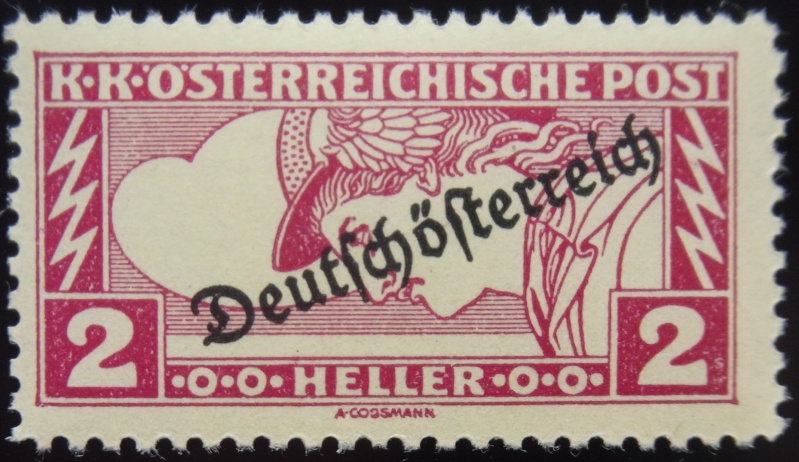 K·K·ÖSTERREICHISCHE POST
Deutschösterreich
2 ·O·O· HELLER ·O·O· 2
A·COSSMANN